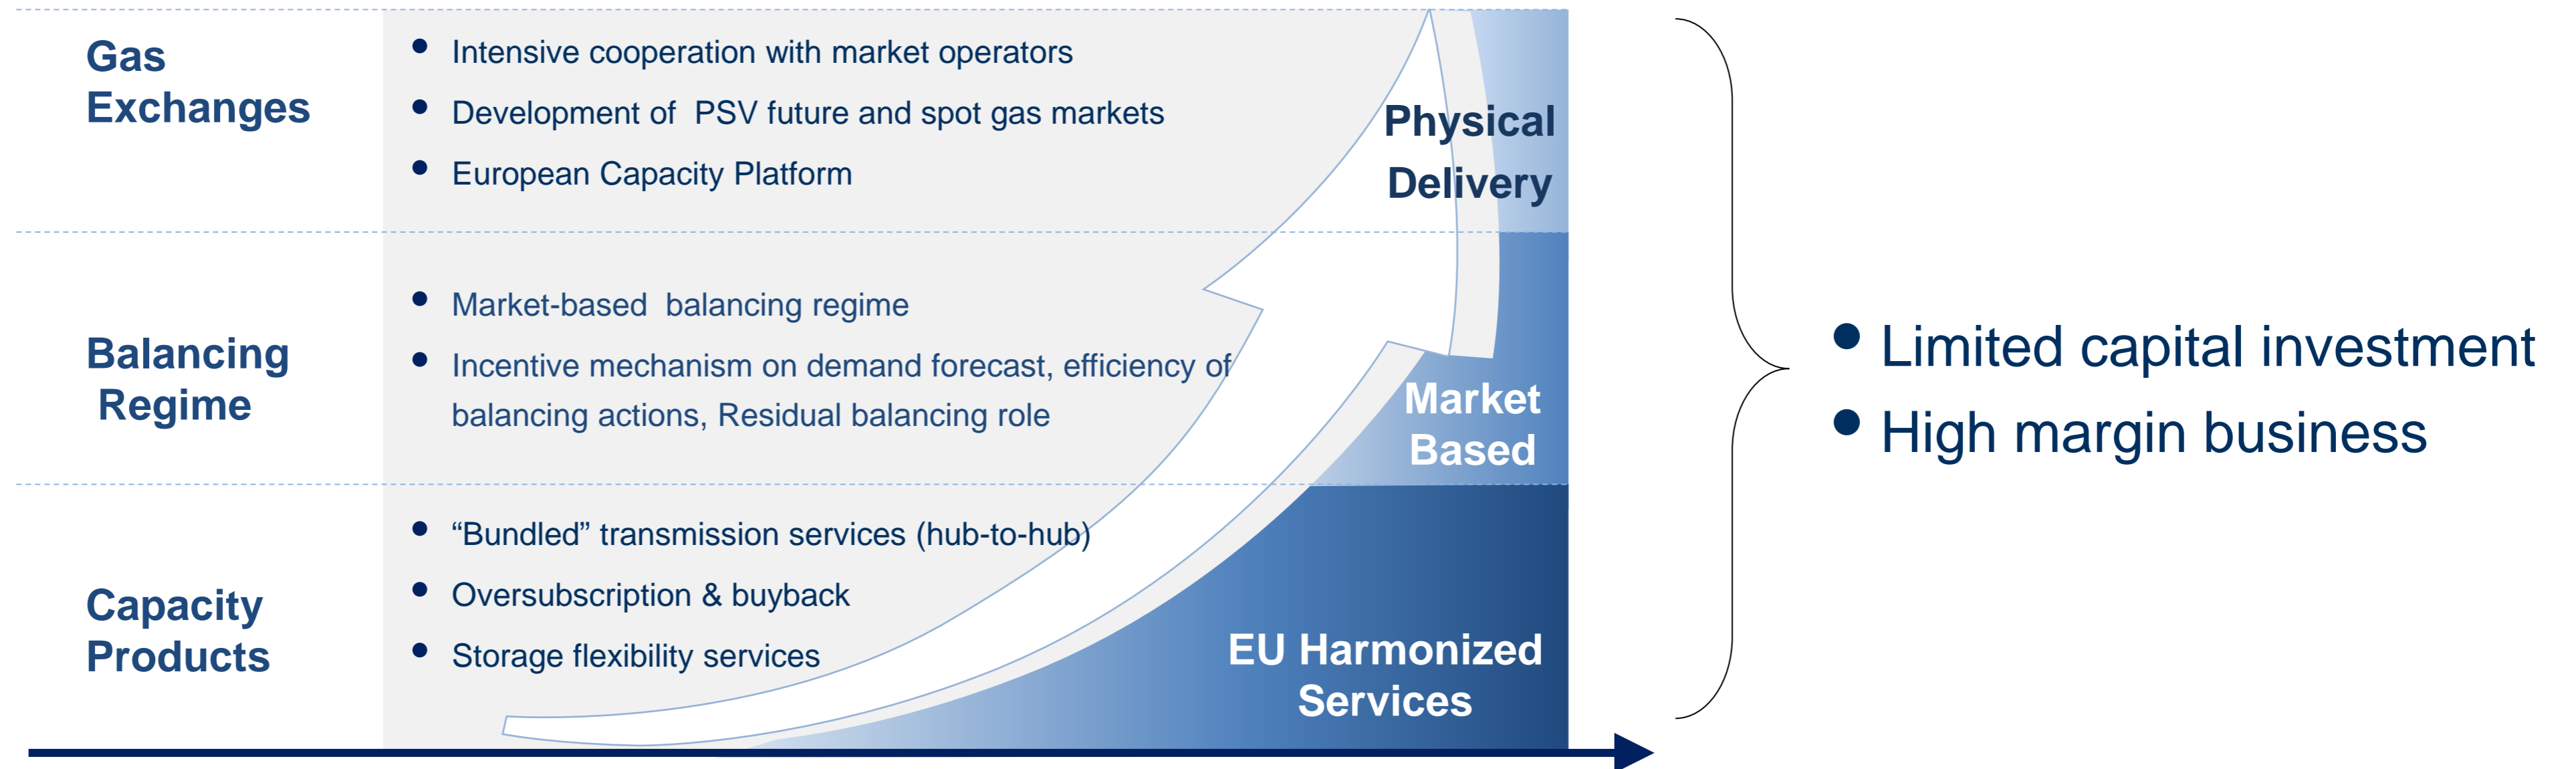 Gas
Exchanges
• Intensive cooperation with market operators
• Development of  PSV future and spot gas markets
• European Capacity Platform
Physical
Delivery
Balancing
Regime
• Market-based  balancing regime
• Incentive mechanism on demand forecast, efficiency of
balancing actions, Residual balancing role
Market
Based
Capacity
Products
• “Bundled” transmission services (hub-to-hub)
• Oversubscription & buyback
• Storage flexibility services
EU Harmonized
Services
• Limited capital investment
• High margin business